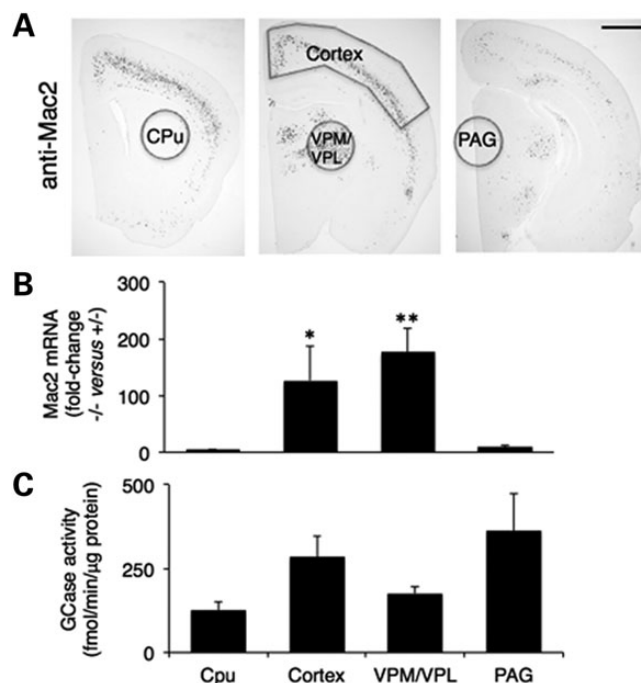 A
anti-Mac2
CPu
Cortex
VPM/
VPL
PAG
B
Mac2 mRNA
(fold-change
-/- versus +/-)
300
200
100
0
*
**
C
GCase activity
(fmol/min/µg protein)
500
250
0
Cpu Cortex VPM/VPL PAG